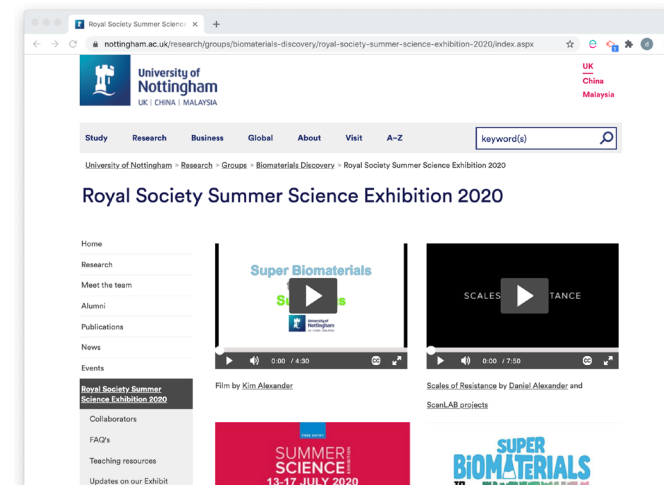 Royal Society Summer Science
nottingham.ac.uk/research/groups/biomaterials-discovery/royal-society-summer-science-exhibition-2020/index.aspx
University of
Nottingham
UK | CHINA | MALAYSIA
UK
China
Malaysia
Study Research Business Global About Visit A–Z
keyword(s)
University of Nottingham > Research > Groups > Biomaterials Discovery > Royal Society Summer Science Exhibition 2020
Royal Society Summer Science Exhibition 2020
Home
Research
Meet the team
Alumni
Publications
News
Events
Royal Society Summer
Science Exhibition 2020
Collaborators
FAQ's
Teaching resources
Updates on our Exhibit
Super Biomaterials
University of
Nottingham
0:00 / 4:30
Film by Kim Alexander
SCALES TANCE
0:00 / 7:50
Scales of Resistance by Daniel Alexander and
ScanLAB projects
FREE ENTRY
SUMMER
SCIENCE
EXHIBITION
13-17 JULY 2020
SUPER
BIOMATERIALS
TO